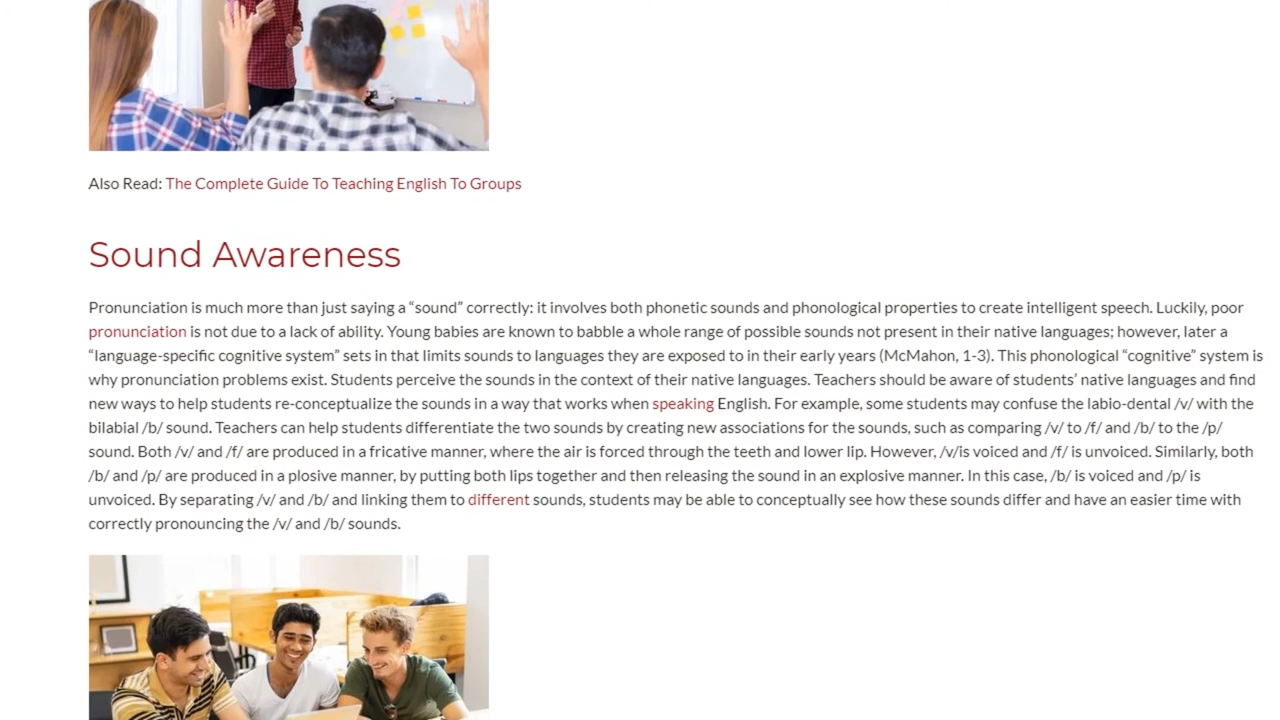 Also Read: The Complete Guide To Teaching English To Groups
Sound Awareness
Pronunciation is much more than just saying a “sound” correctly: it involves both phonetic sounds and phonological properties to create intelligent speech. Luckily, poor
pronunciation is not due to a lack of ability. Young babies are known to babble a whole range of possible sounds not present in their native languages; however, later a
“language-specific cognitive system” sets in that limits sounds to languages they are exposed to in their early years (McMahon, 1-3). This phonological “cognitive” system is
why pronunciation problems exist. Students perceive the sounds in the context of their native languages. Teachers should be aware of students’ native languages and find
new ways to help students re-conceptualize the sounds in a way that works when speaking English. For example, some students may confuse the labio-dental /v/ with the
bilabial /b/ sound. Teachers can help students differentiate the two sounds by creating new associations for the sounds, such as comparing /v/ to /f/ and /b/ to the /p/
sound. Both /v/ and /f/ are produced in a fricative manner, where the air is forced through the teeth and lower lip. However, /v/is voiced and /f/ is unvoiced. Similarly, both
/b/ and /p/ are produced in a plosive manner, by putting both lips together and then releasing the sound in an explosive manner. In this case, /b/ is voiced and /p/ is
unvoiced. By separating /v/ and /b/ and linking them to different sounds, students may be able to conceptually see how these sounds differ and have an easier time with
correctly pronouncing the /v/ and /b/ sounds.